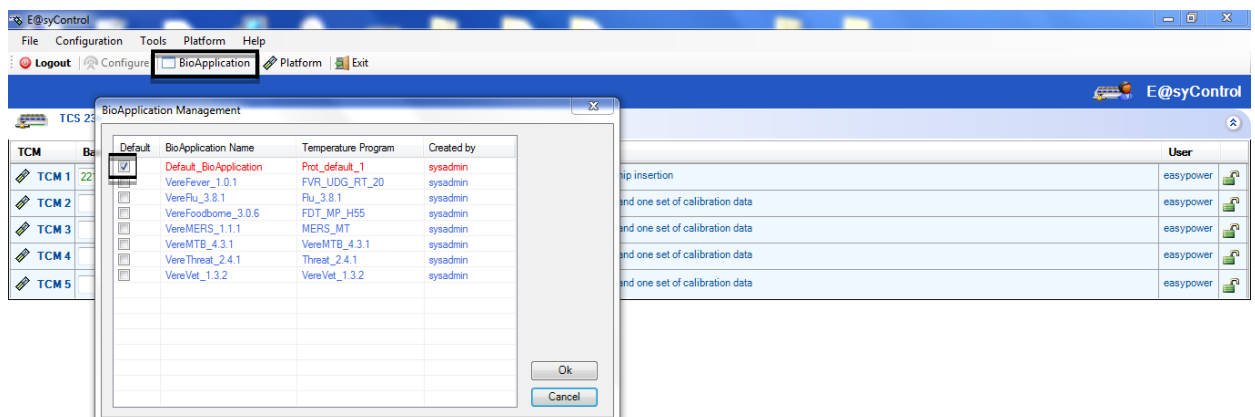 E@syControl
File Configuration Tools Platform Help
Logout Configure BioApplication Platform Exit
E@syControl
TCS 23
BioApplication Management
TCM Ba User
Default BioApplication Name Temperature Program Created by
Default_BioApplication Prot_default_1 sysadmin
VereFever_1.0.1 FVR_UDG_RT_20 sysadmin
VereFlu_3.8.1 Flu_3.8.1 sysadmin
VereFoodborne_3.0.6 FDT_MP_H55 sysadmin
VereMERS_1.1.1 MERS_MT sysadmin
VereMTB_4.3.1 VereMTB_4.3.1 sysadmin
VereThreat_2.4.1 Threat_2.4.1 sysadmin
VereVet_1.3.2 VereVet_1.3.2 sysadmin
TCM 1 221 hip insertion easypower
TCM 2 and one set of calibration data easypower
TCM 3 and one set of calibration data easypower
TCM 4 and one set of calibration data easypower
TCM 5 and one set of calibration data easypower
Ok
Cancel